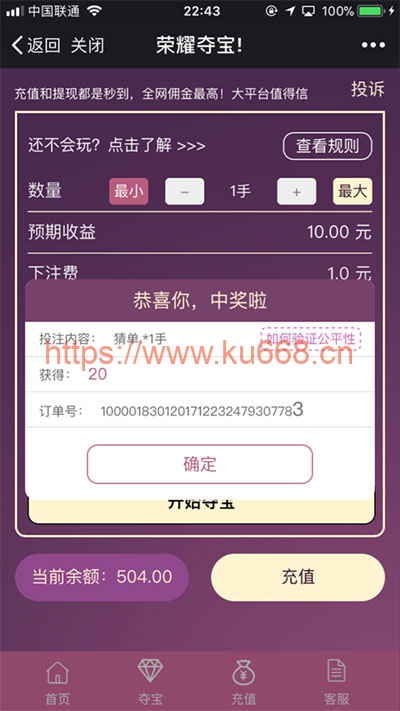 中国联通 22:43 100%
返回 关闭 荣耀夺宝!
充值和提现都是秒到，全网佣金最高！大平台值得信 投诉
还不会玩？点击了解 >>> 查看规则
数量 最小 − 1手 + 最大
预期收益 10.00 元
下注费 1.0 元
恭喜你，中奖啦
投注内容： 猜单,*1手 如何验证公平性
https://www.ku668.cn
获得： 20
订单号： 1000018301201712232479307783
确定
开始夺宝
当前余额：504.00 充值
首页 夺宝 充值 客服